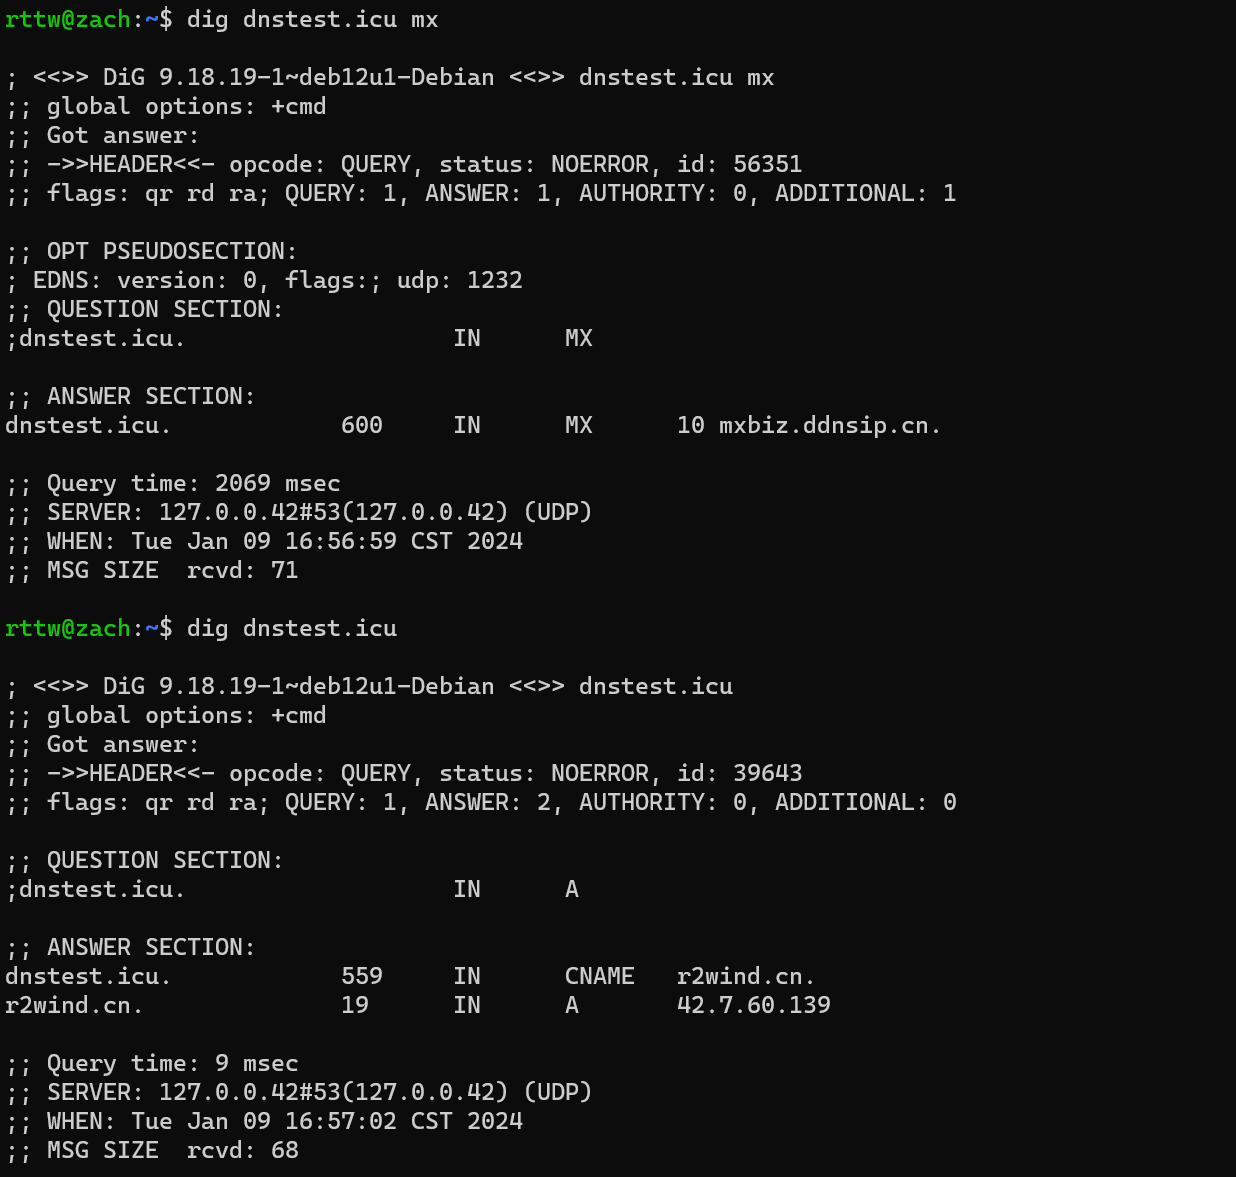 rttw@zach:~$ dig dnstest.icu mx

; <<>> DiG 9.18.19-1~deb12u1-Debian <<>> dnstest.icu mx
;; global options: +cmd
;; Got answer:
;; ->>HEADER<<- opcode: QUERY, status: NOERROR, id: 56351
;; flags: qr rd ra; QUERY: 1, ANSWER: 1, AUTHORITY: 0, ADDITIONAL: 1

;; OPT PSEUDOSECTION:
; EDNS: version: 0, flags:; udp: 1232
;; QUESTION SECTION:
;dnstest.icu.                   IN      MX

;; ANSWER SECTION:
dnstest.icu.            600     IN      MX      10 mxbiz.ddnsip.cn.

;; Query time: 2069 msec
;; SERVER: 127.0.0.42#53(127.0.0.42) (UDP)
;; WHEN: Tue Jan 09 16:56:59 CST 2024
;; MSG SIZE  rcvd: 71

rttw@zach:~$ dig dnstest.icu

; <<>> DiG 9.18.19-1~deb12u1-Debian <<>> dnstest.icu
;; global options: +cmd
;; Got answer:
;; ->>HEADER<<- opcode: QUERY, status: NOERROR, id: 39643
;; flags: qr rd ra; QUERY: 1, ANSWER: 2, AUTHORITY: 0, ADDITIONAL: 0

;; QUESTION SECTION:
;dnstest.icu.                   IN      A

;; ANSWER SECTION:
dnstest.icu.            559     IN      CNAME   r2wind.cn.
r2wind.cn.              19      IN      A       42.7.60.139

;; Query time: 9 msec
;; SERVER: 127.0.0.42#53(127.0.0.42) (UDP)
;; WHEN: Tue Jan 09 16:57:02 CST 2024
;; MSG SIZE  rcvd: 68